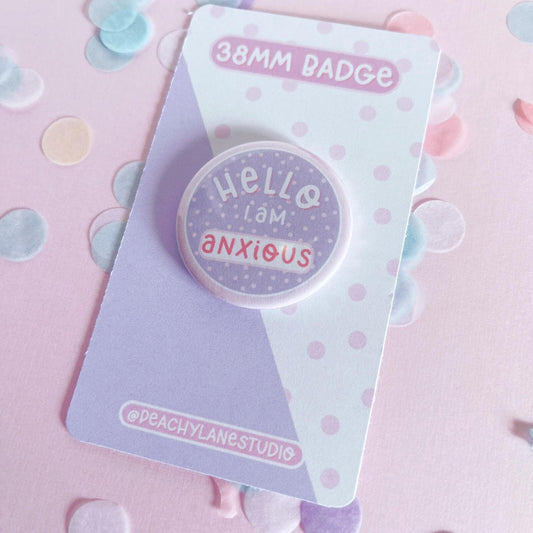 38MM BADGE
HELLO
I AM
ANXIOUS
@PEACHYLANESTUDIO